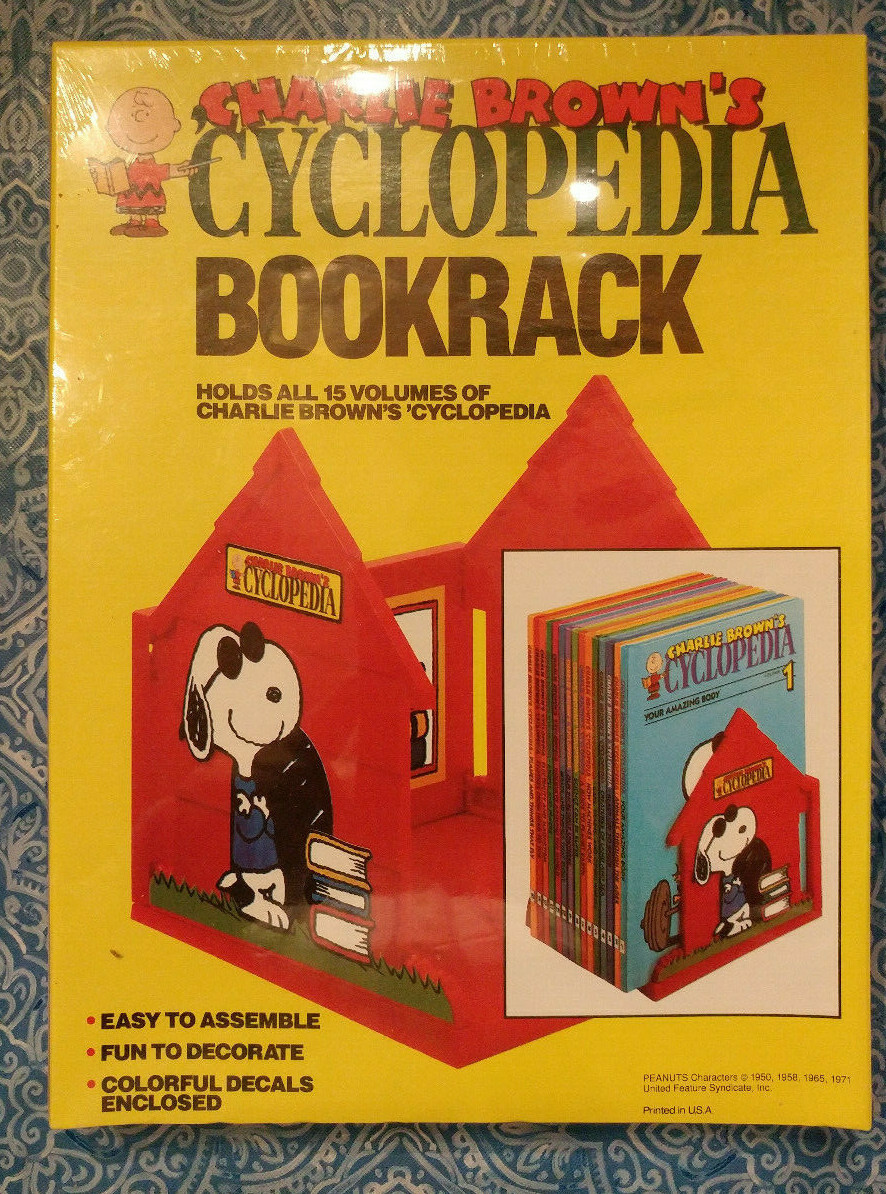 CHARLIE BROWN'S
'CYCLOPEDIA
BOOKRACK
HOLDS ALL 15 VOLUMES OF
CHARLIE BROWN'S 'CYCLOPEDIA
CHARLIE BROWN'S
'CYCLOPEDIA
CHARLIE BROWN'S
'CYCLOPEDIA
VOLUME 1
YOUR AMAZING BODY
'CYCLOPEDIA
• EASY TO ASSEMBLE
• FUN TO DECORATE
• COLORFUL DECALS
ENCLOSED
PEANUTS Characters © 1950, 1958, 1965, 1971
United Feature Syndicate, Inc.
Printed in U.S.A.